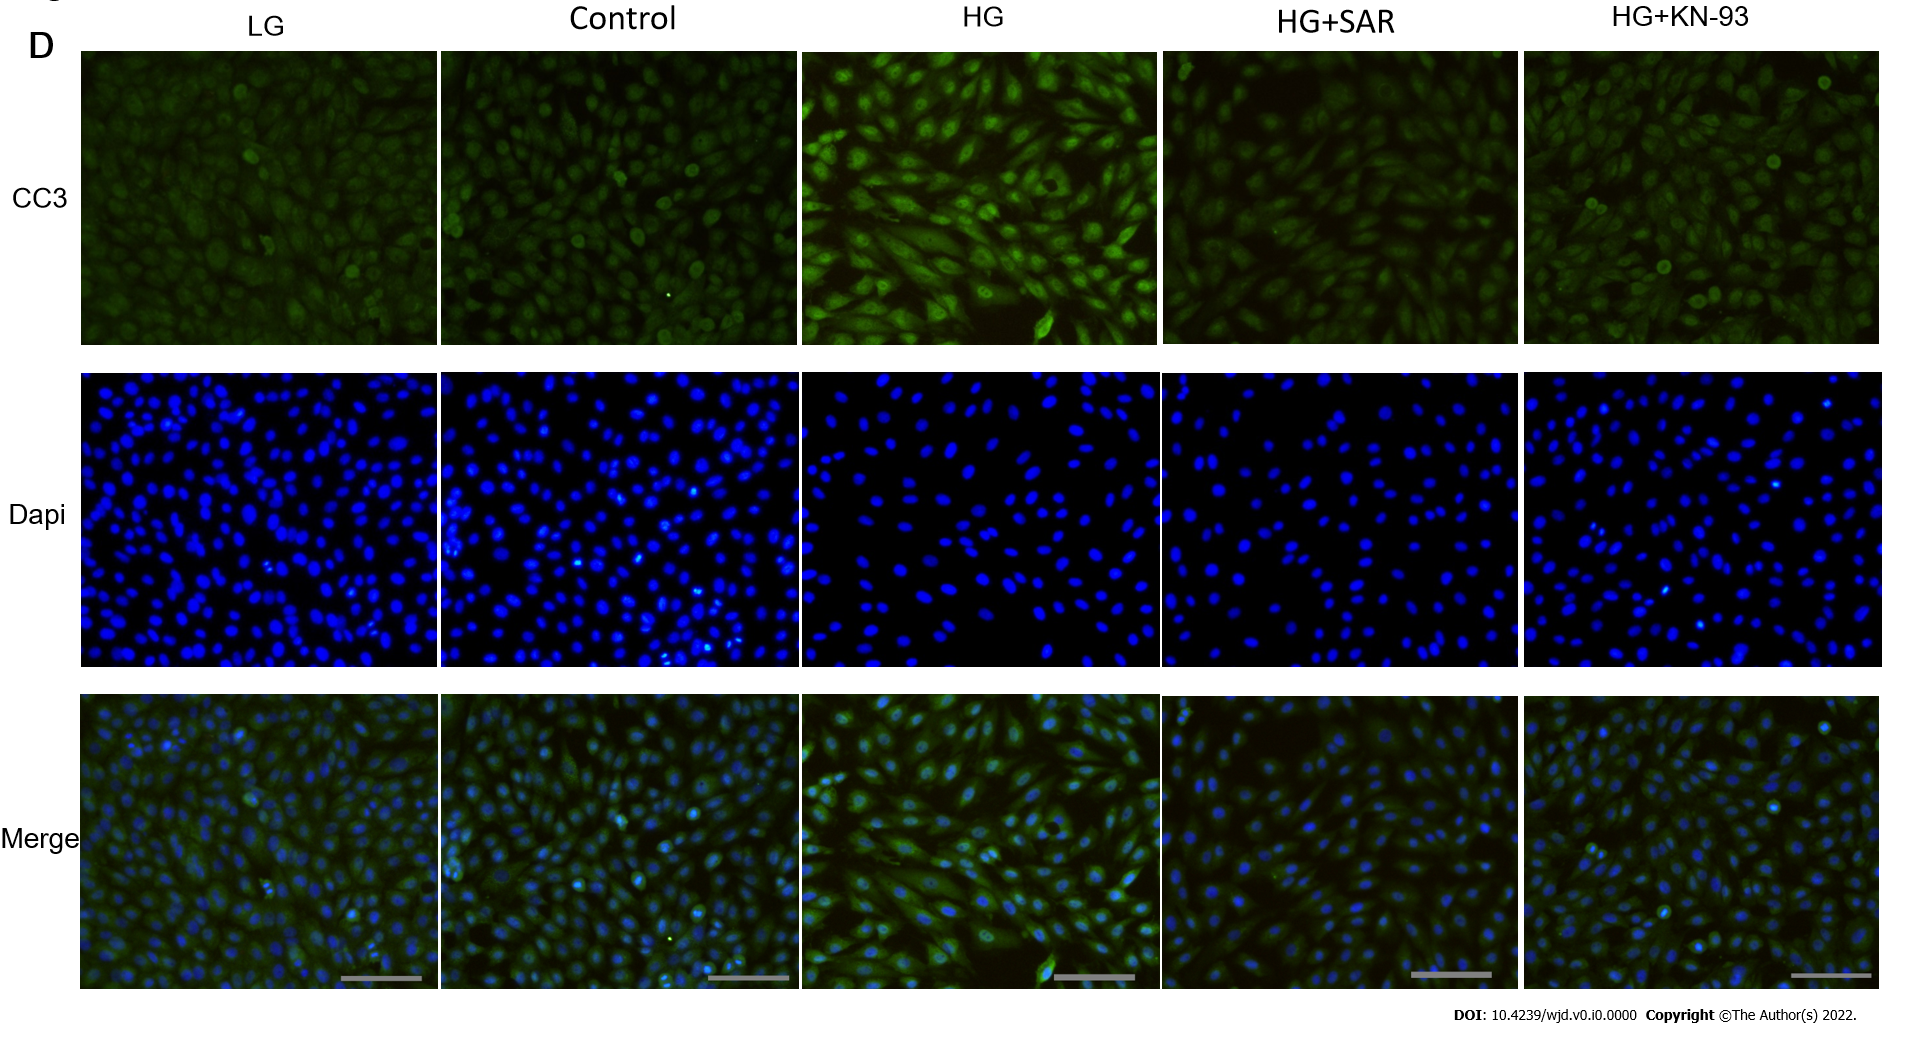 D
LG
Control
HG
HG+SAR
HG+KN-93
CC3
Dapi
Merge
DOI: 10.4239/wjd.v0.i0.0000 Copyright ©The Author(s) 2022.